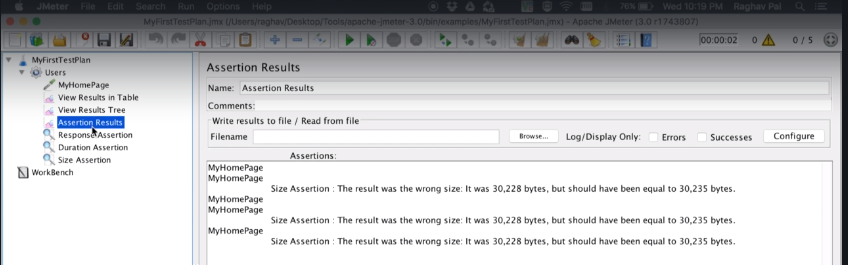 JMeter File Edit Search Run Options Help 76% Wed 10:19 PM Raghav Pal
MyFirstTestPlan.jmx (/Users/raghav/Desktop/Tools/apache-jmeter-3.0/bin/examples/MyFirstTestPlan.jmx) - Apache JMeter (3.0 r1743807)
00:00:02 0 0 / 5
MyFirstTestPlan
Users
MyHomePage
View Results in Table
View Results Tree
Assertion Results
Response Assertion
Duration Assertion
Size Assertion
WorkBench
Assertion Results
Name: Assertion Results
Comments:
Write results to file / Read from file
Filename Browse... Log/Display Only: Errors Successes Configure
Assertions:
MyHomePage
MyHomePage
Size Assertion : The result was the wrong size: It was 30,228 bytes, but should have been equal to 30,235 bytes.
MyHomePage
MyHomePage
Size Assertion : The result was the wrong size: It was 30,228 bytes, but should have been equal to 30,235 bytes.
MyHomePage
Size Assertion : The result was the wrong size: It was 30,228 bytes, but should have been equal to 30,235 bytes.